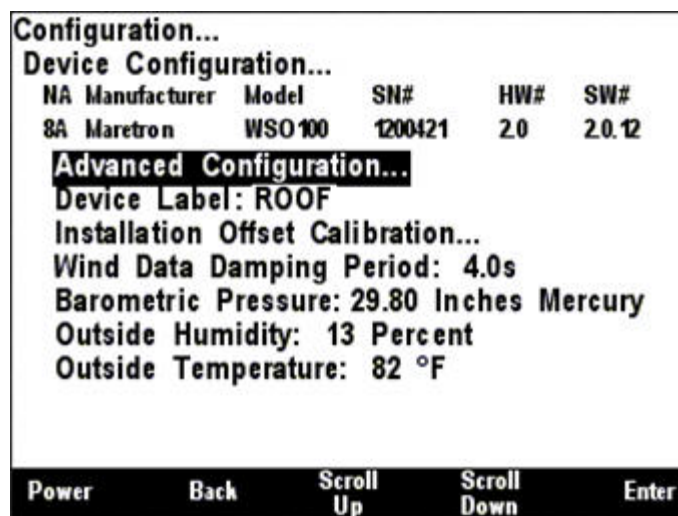 Configuration...
Device Configuration...
NA Manufacturer Model SN# HW# SW#
8A Maretron WSO100 1200421 2.0 2.0.12
Advanced Configuration...
Device Label: ROOF
Installation Offset Calibration...
Wind Data Damping Period: 4.0s
Barometric Pressure: 29.80 Inches Mercury
Outside Humidity: 13 Percent
Outside Temperature: 82 °F
Power Back Scroll Up Scroll Down Enter